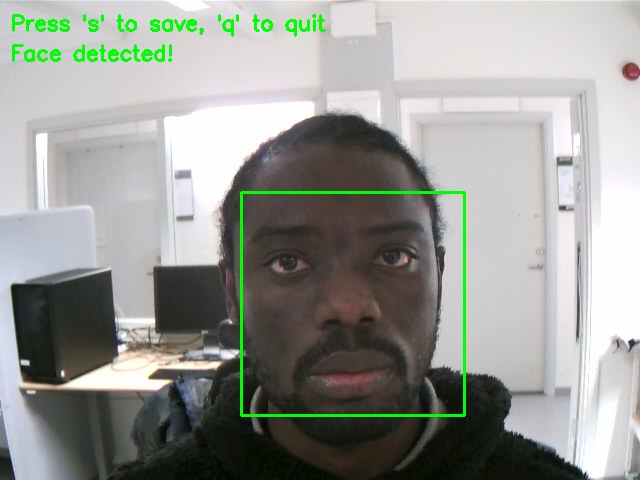 Press 's' to save, 'q' to quit
Face detected!